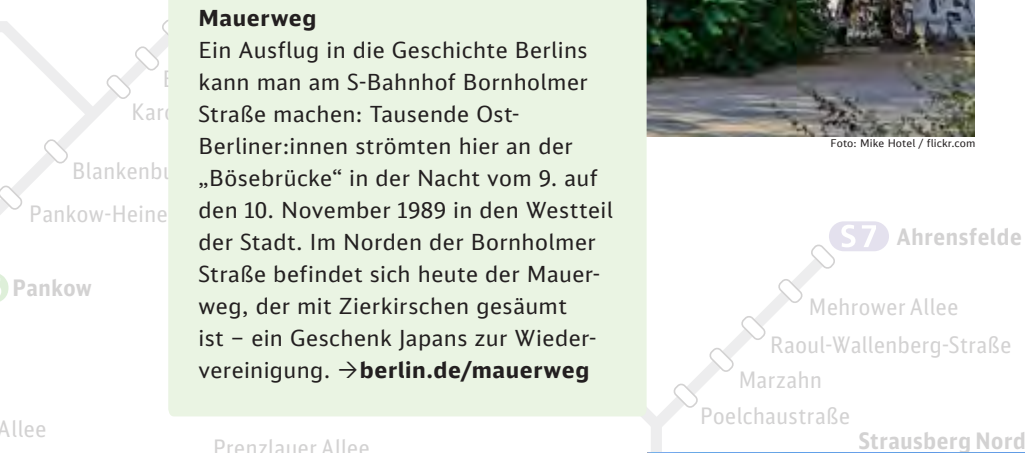 Mauerweg
Ein Ausflug in die Geschichte Berlins
kann man am S-Bahnhof Bornholmer
Straße machen: Tausende Ost-
Berliner:innen strömten hier an der
„Bösebrücke“ in der Nacht vom 9. auf
den 10. November 1989 in den Westteil
der Stadt. Im Norden der Bornholmer
Straße befindet sich heute der Mauer-
weg, der mit Zierkirschen gesäumt
ist – ein Geschenk Japans zur Wieder-
vereinigung. →berlin.de/mauerweg
Foto: Mike Hotel / flickr.com
Pankow
Allee
Prenzlauer Allee
S7 Ahrensfelde
Mehrower Allee
Raoul-Wallenberg-Straße
Marzahn
Poelchaustraße
Strausberg Nord